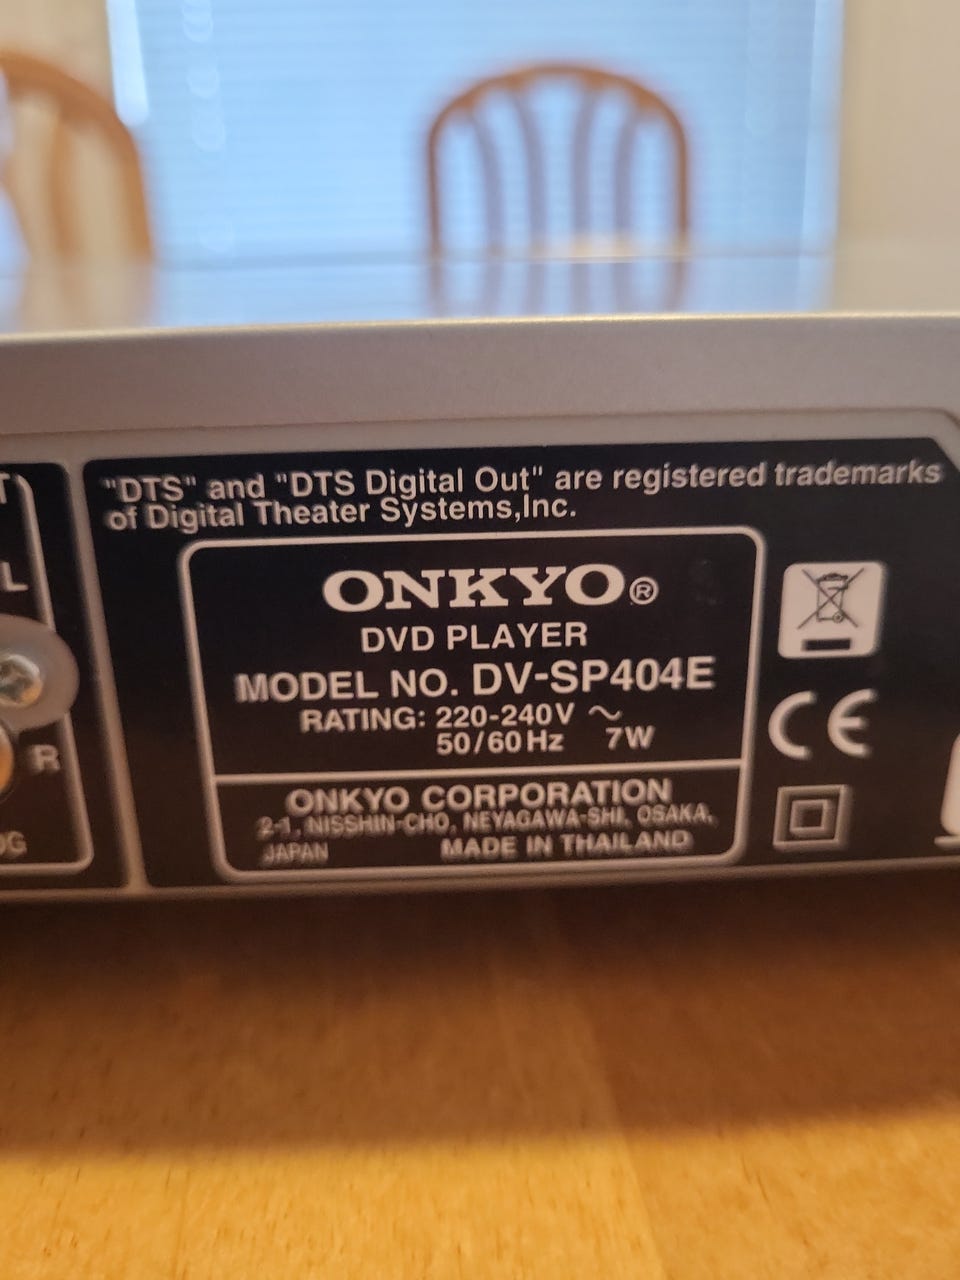 "DTS" and "DTS Digital Out" are registered trademarks
of Digital Theater Systems,Inc.
T
L
R
OG
ONKYO®
DVD PLAYER
MODEL NO. DV-SP404E
RATING: 220-240V ~
50/60Hz 7W
ONKYO CORPORATION
2-1, NISSHIN-CHO, NEYAGAWA-SHI, OSAKA,
JAPAN MADE IN THAILAND
CE